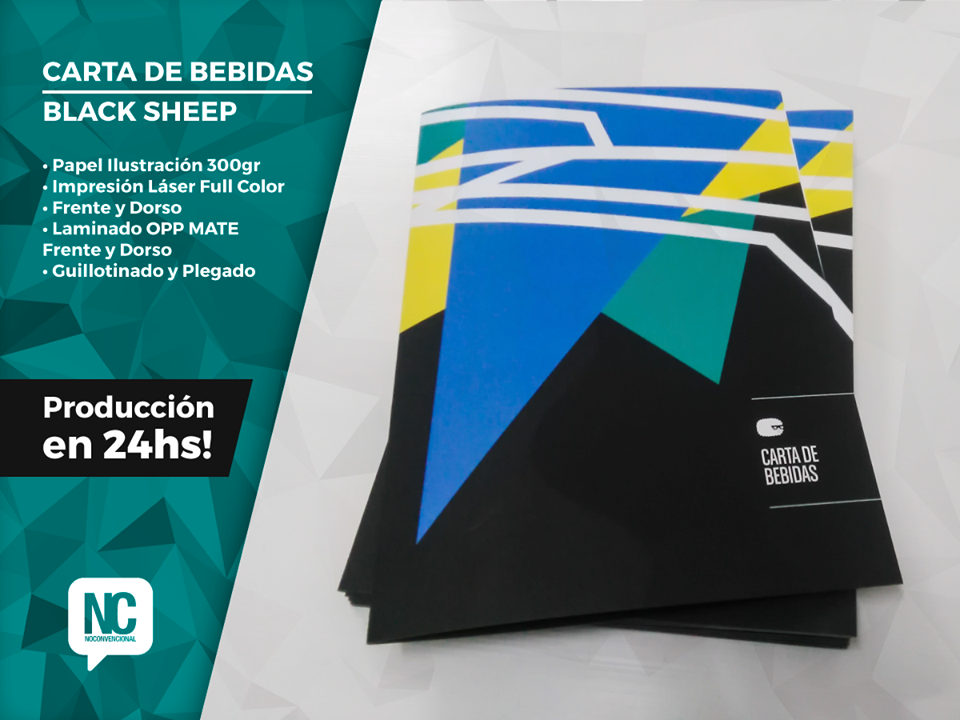 CARTA DE BEBIDAS
BLACK SHEEP
• Papel Ilustración 300gr
• Impresión Láser Full Color
• Frente y Dorso
• Laminado OPP MATE
Frente y Dorso
• Guillotinado y Plegado
Producción
en 24hs!
NC
NOCONVENCIONAL
CARTA DE
BEBIDAS